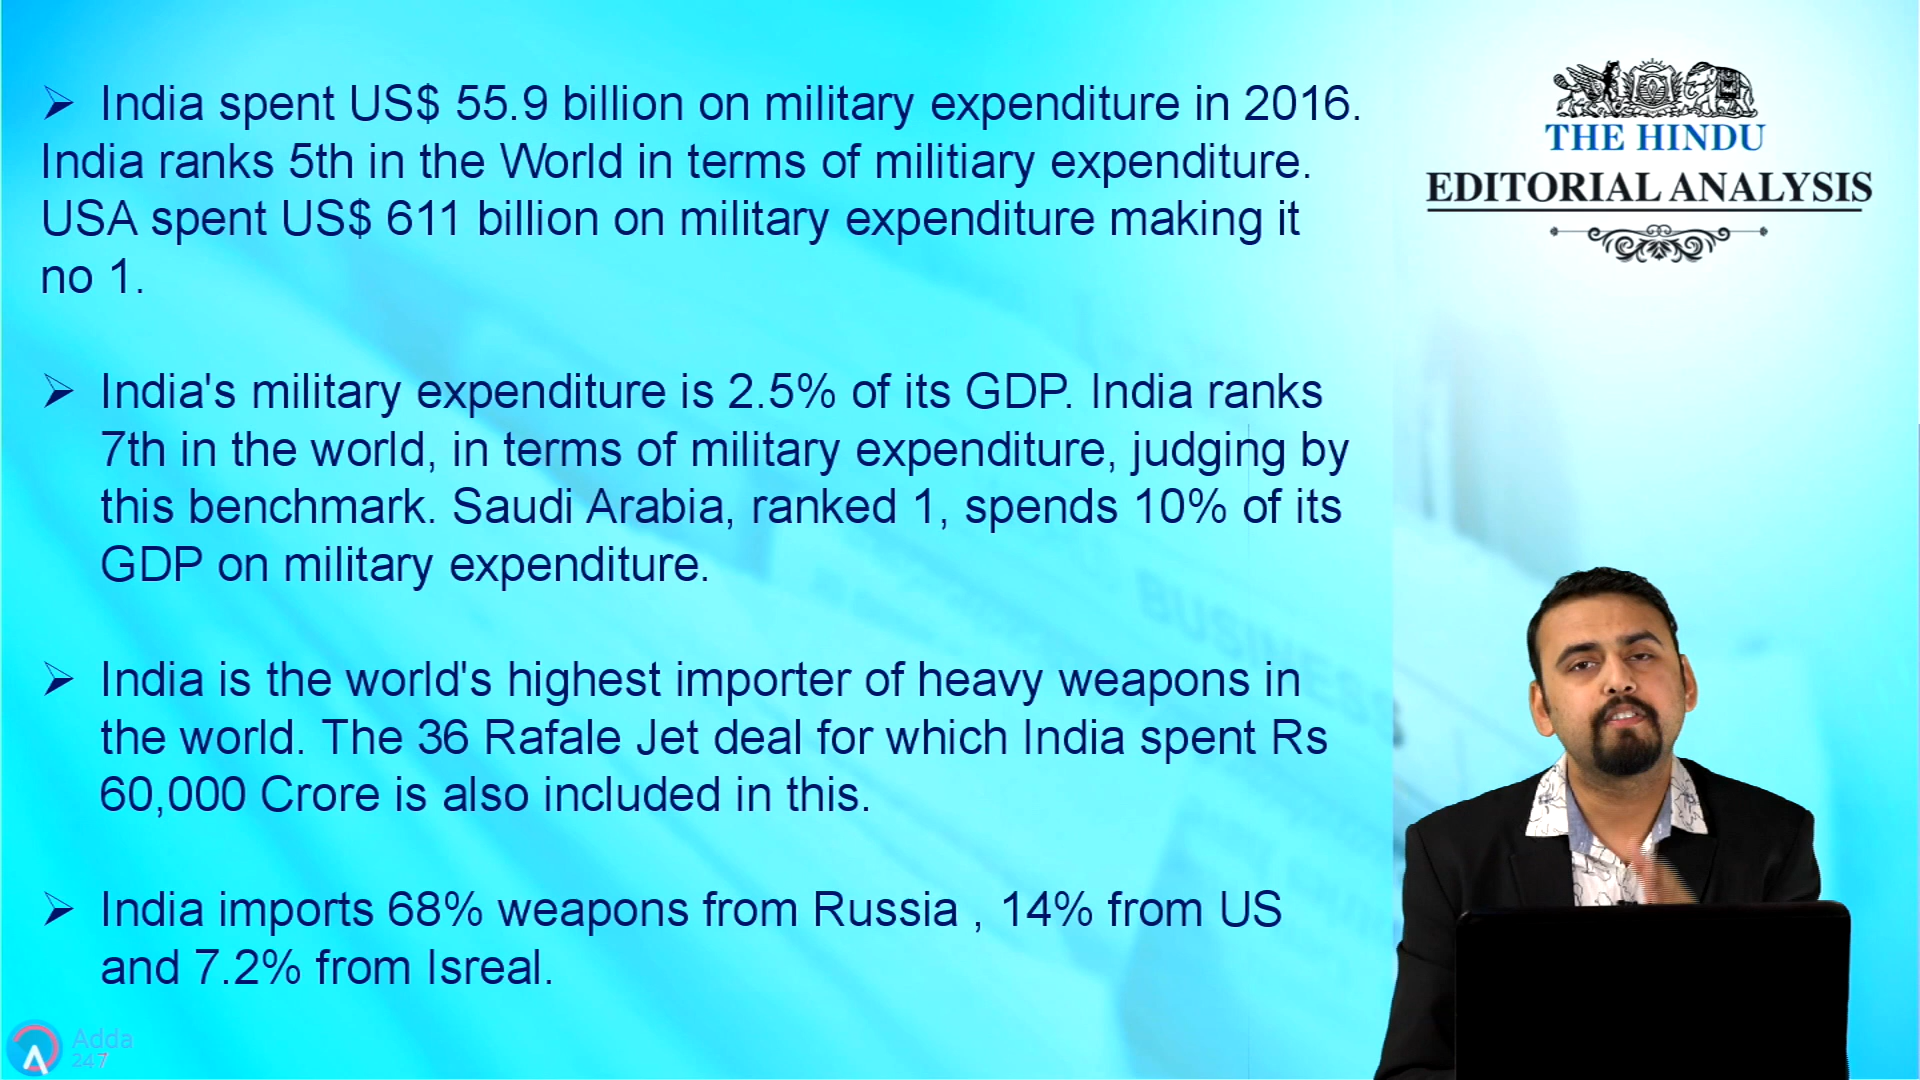 India spent US$ 55.9 billion on military expenditure in 2016.
India ranks 5th in the World in terms of militiary expenditure.
USA spent US$ 611 billion on military expenditure making it
no 1.
India's military expenditure is 2.5% of its GDP. India ranks
7th in the world, in terms of military expenditure, judging by
this benchmark. Saudi Arabia, ranked 1, spends 10% of its
GDP on military expenditure.
India is the world's highest importer of heavy weapons in
the world. The 36 Rafale Jet deal for which India spent Rs
60,000 Crore is also included in this.
India imports 68% weapons from Russia , 14% from US
and 7.2% from Isreal.
THE HINDU
EDITORIAL ANALYSIS
BUSINESS
Adda
247